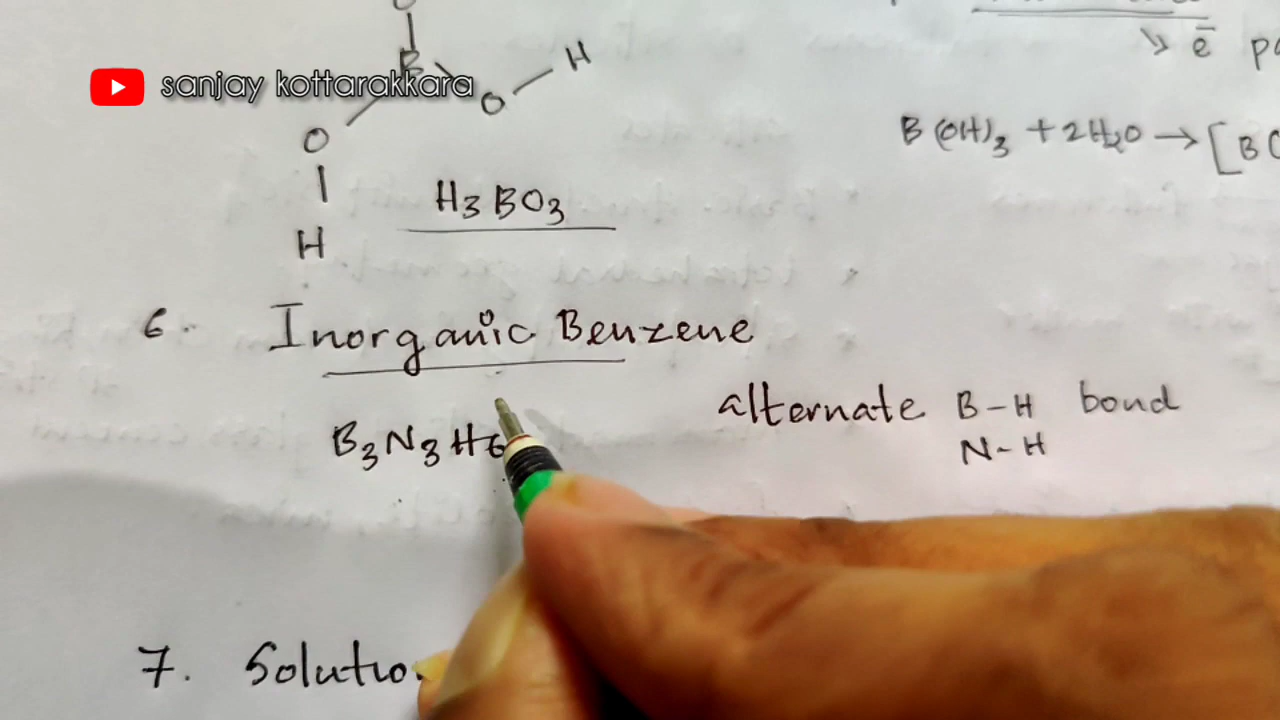 sanjay kottarakkara
B
O H
O
H
H3BO3
ē
B(OH)3 + 2H2O → [B
6. Inorganic Benzene
B3N3H6
alternate B-H bond
N-H
7. Solutio